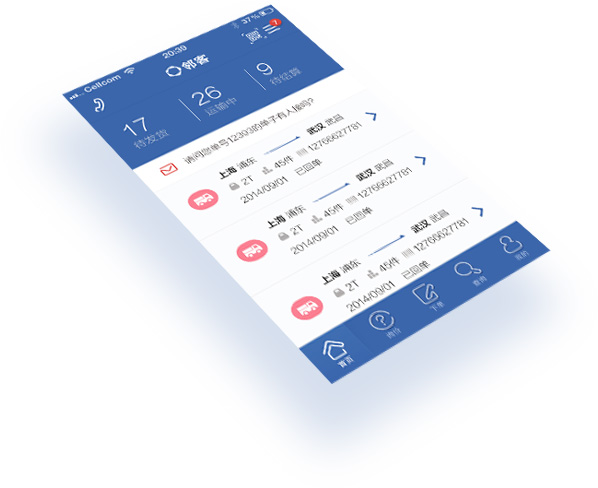 Cellcom 20:39 37%
邻客 7
17 26 9
待发货 运输中 待结算
请问您单号12393的单子有人接吗?
上海 浦东 武汉 武昌
2T 45件 12766627781
2014/09/01 已回单
上海 浦东 武汉 武昌
2T 45件 12766627781
2014/09/01 已回单
上海 浦东 武汉 武昌
2T 45件 12766627781
2014/09/01 已回单
首页 询价 下单 查询 我的